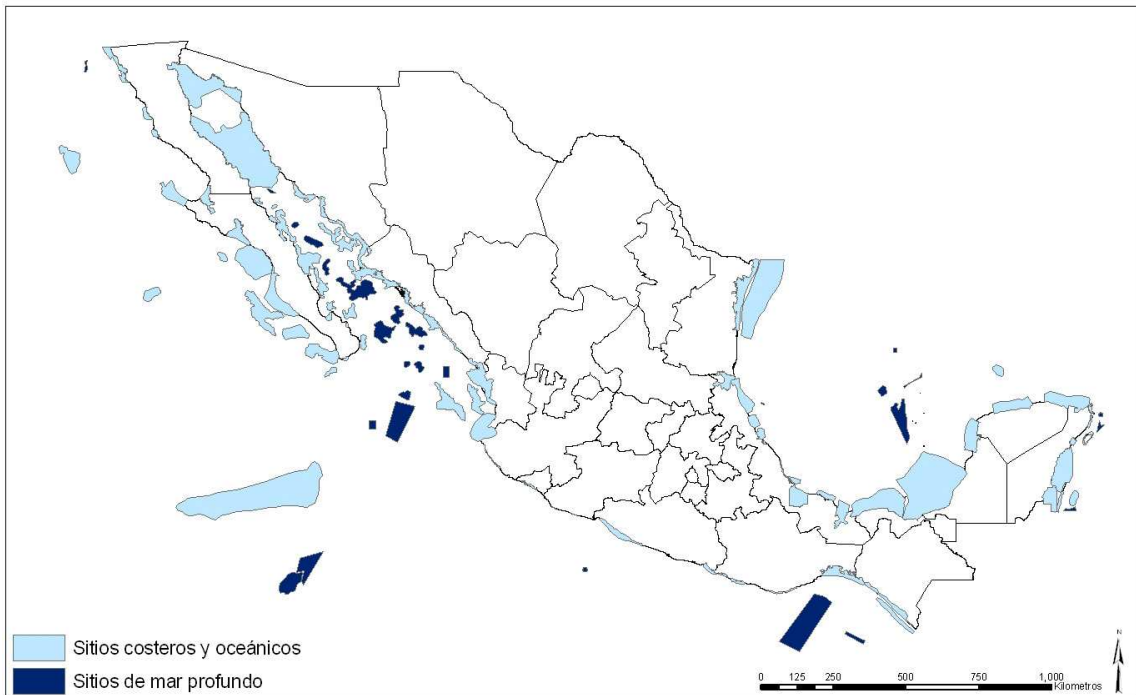 Sitios costeros y oceánicos
Sitios de mar profundo
N
0 125 250 500 750 1,000
Kilometros